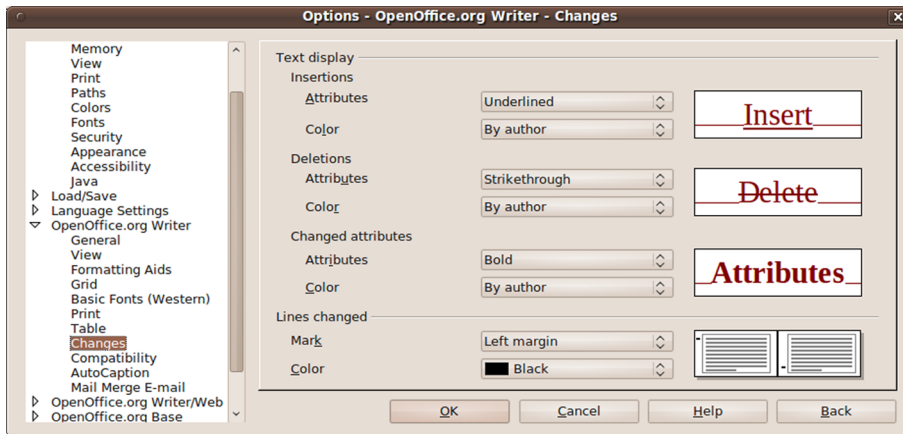 Options - OpenOffice.org Writer - Changes
Memory
View
Print
Paths
Colors
Fonts
Security
Appearance
Accessibility
Java
Load/Save
Language Settings
OpenOffice.org Writer
General
View
Formatting Aids
Grid
Basic Fonts (Western)
Print
Table
Changes
Compatibility
AutoCaption
Mail Merge E-mail
OpenOffice.org Writer/Web
OpenOffice.org Base
Text display
Insertions
Attributes Underlined Insert
Color By author
Deletions
Attributes Strikethrough Delete
Color By author
Changed attributes
Attributes Bold Attributes
Color By author
Lines changed
Mark Left margin
Color Black
OK Cancel Help Back